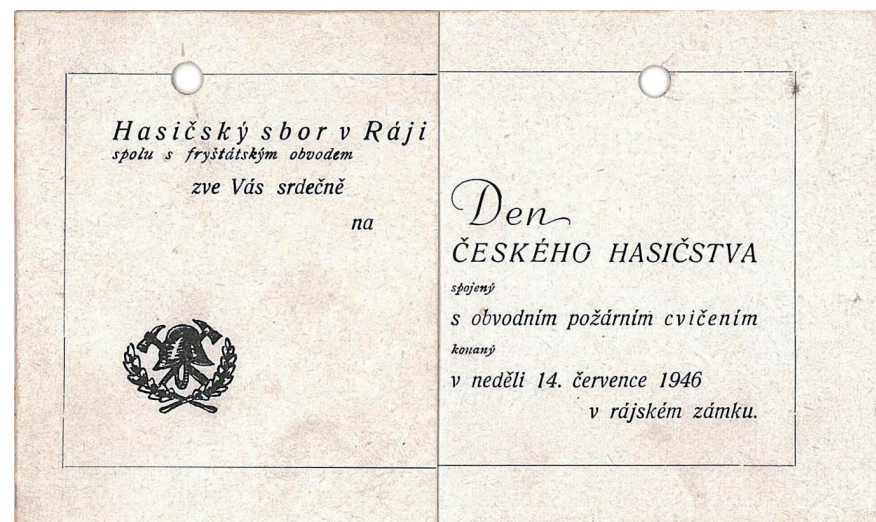 Hasičský sbor v Ráji
spolu s fryštátským obvodem
zve Vás srdečně
na
Den
ČESKÉHO HASIČSTVA
spojený
s obvodním požárním cvičením
konaný
v neděli 14. července 1946
v rájském zámku.